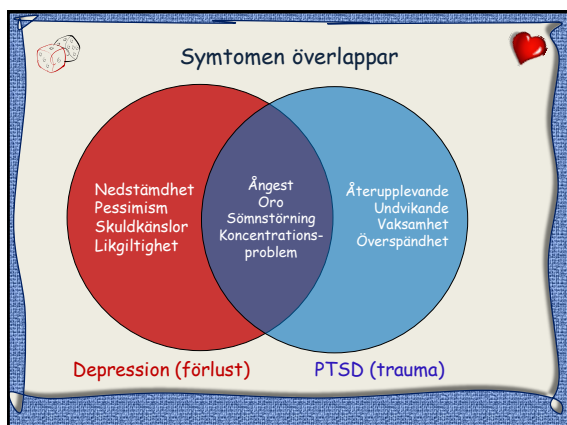 Symtomen överlappar
Nedstämdhet
Pessimism
Skuldkänslor
Likgiltighet
Ångest
Oro
Sömnstörning
Koncentrations-
problem
Återupplevande
Undvikande
Vaksamhet
Överspändhet
Depression (förlust)
PTSD (trauma)